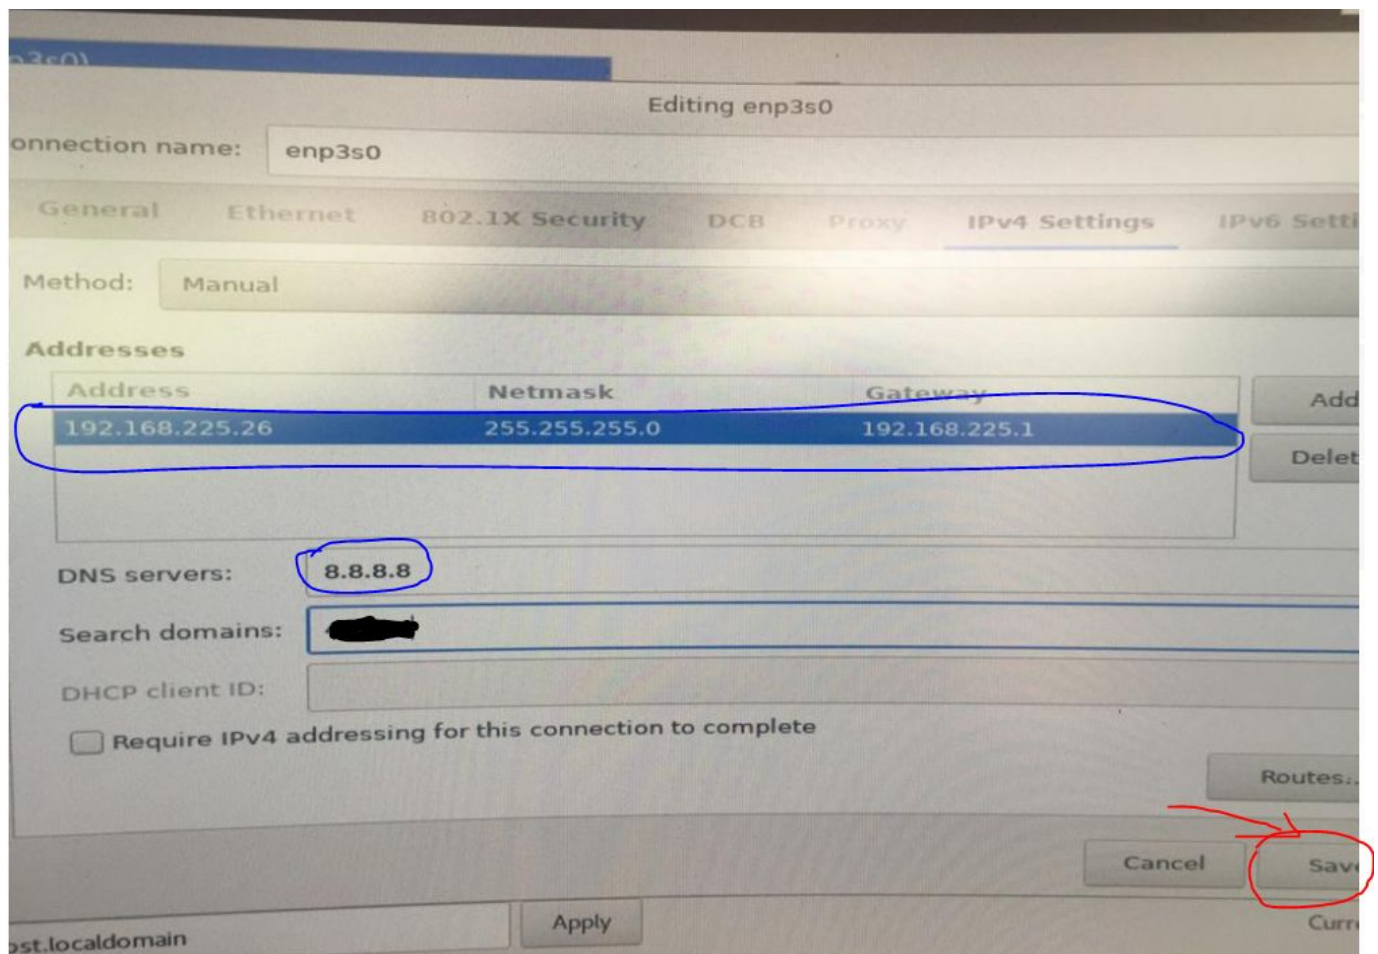 p3s0)
Editing enp3s0
onnection name: enp3s0
General Ethernet 802.1X Security DCB Proxy IPv4 Settings IPv6 Setti
Method: Manual
Addresses
Address Netmask Gateway
192.168.225.26 255.255.255.0 192.168.225.1
Add
Delet
DNS servers: 8.8.8.8
Search domains:
DHCP client ID:
Require IPv4 addressing for this connection to complete
Routes..
Cancel Save
ost.localdomain Apply Curre